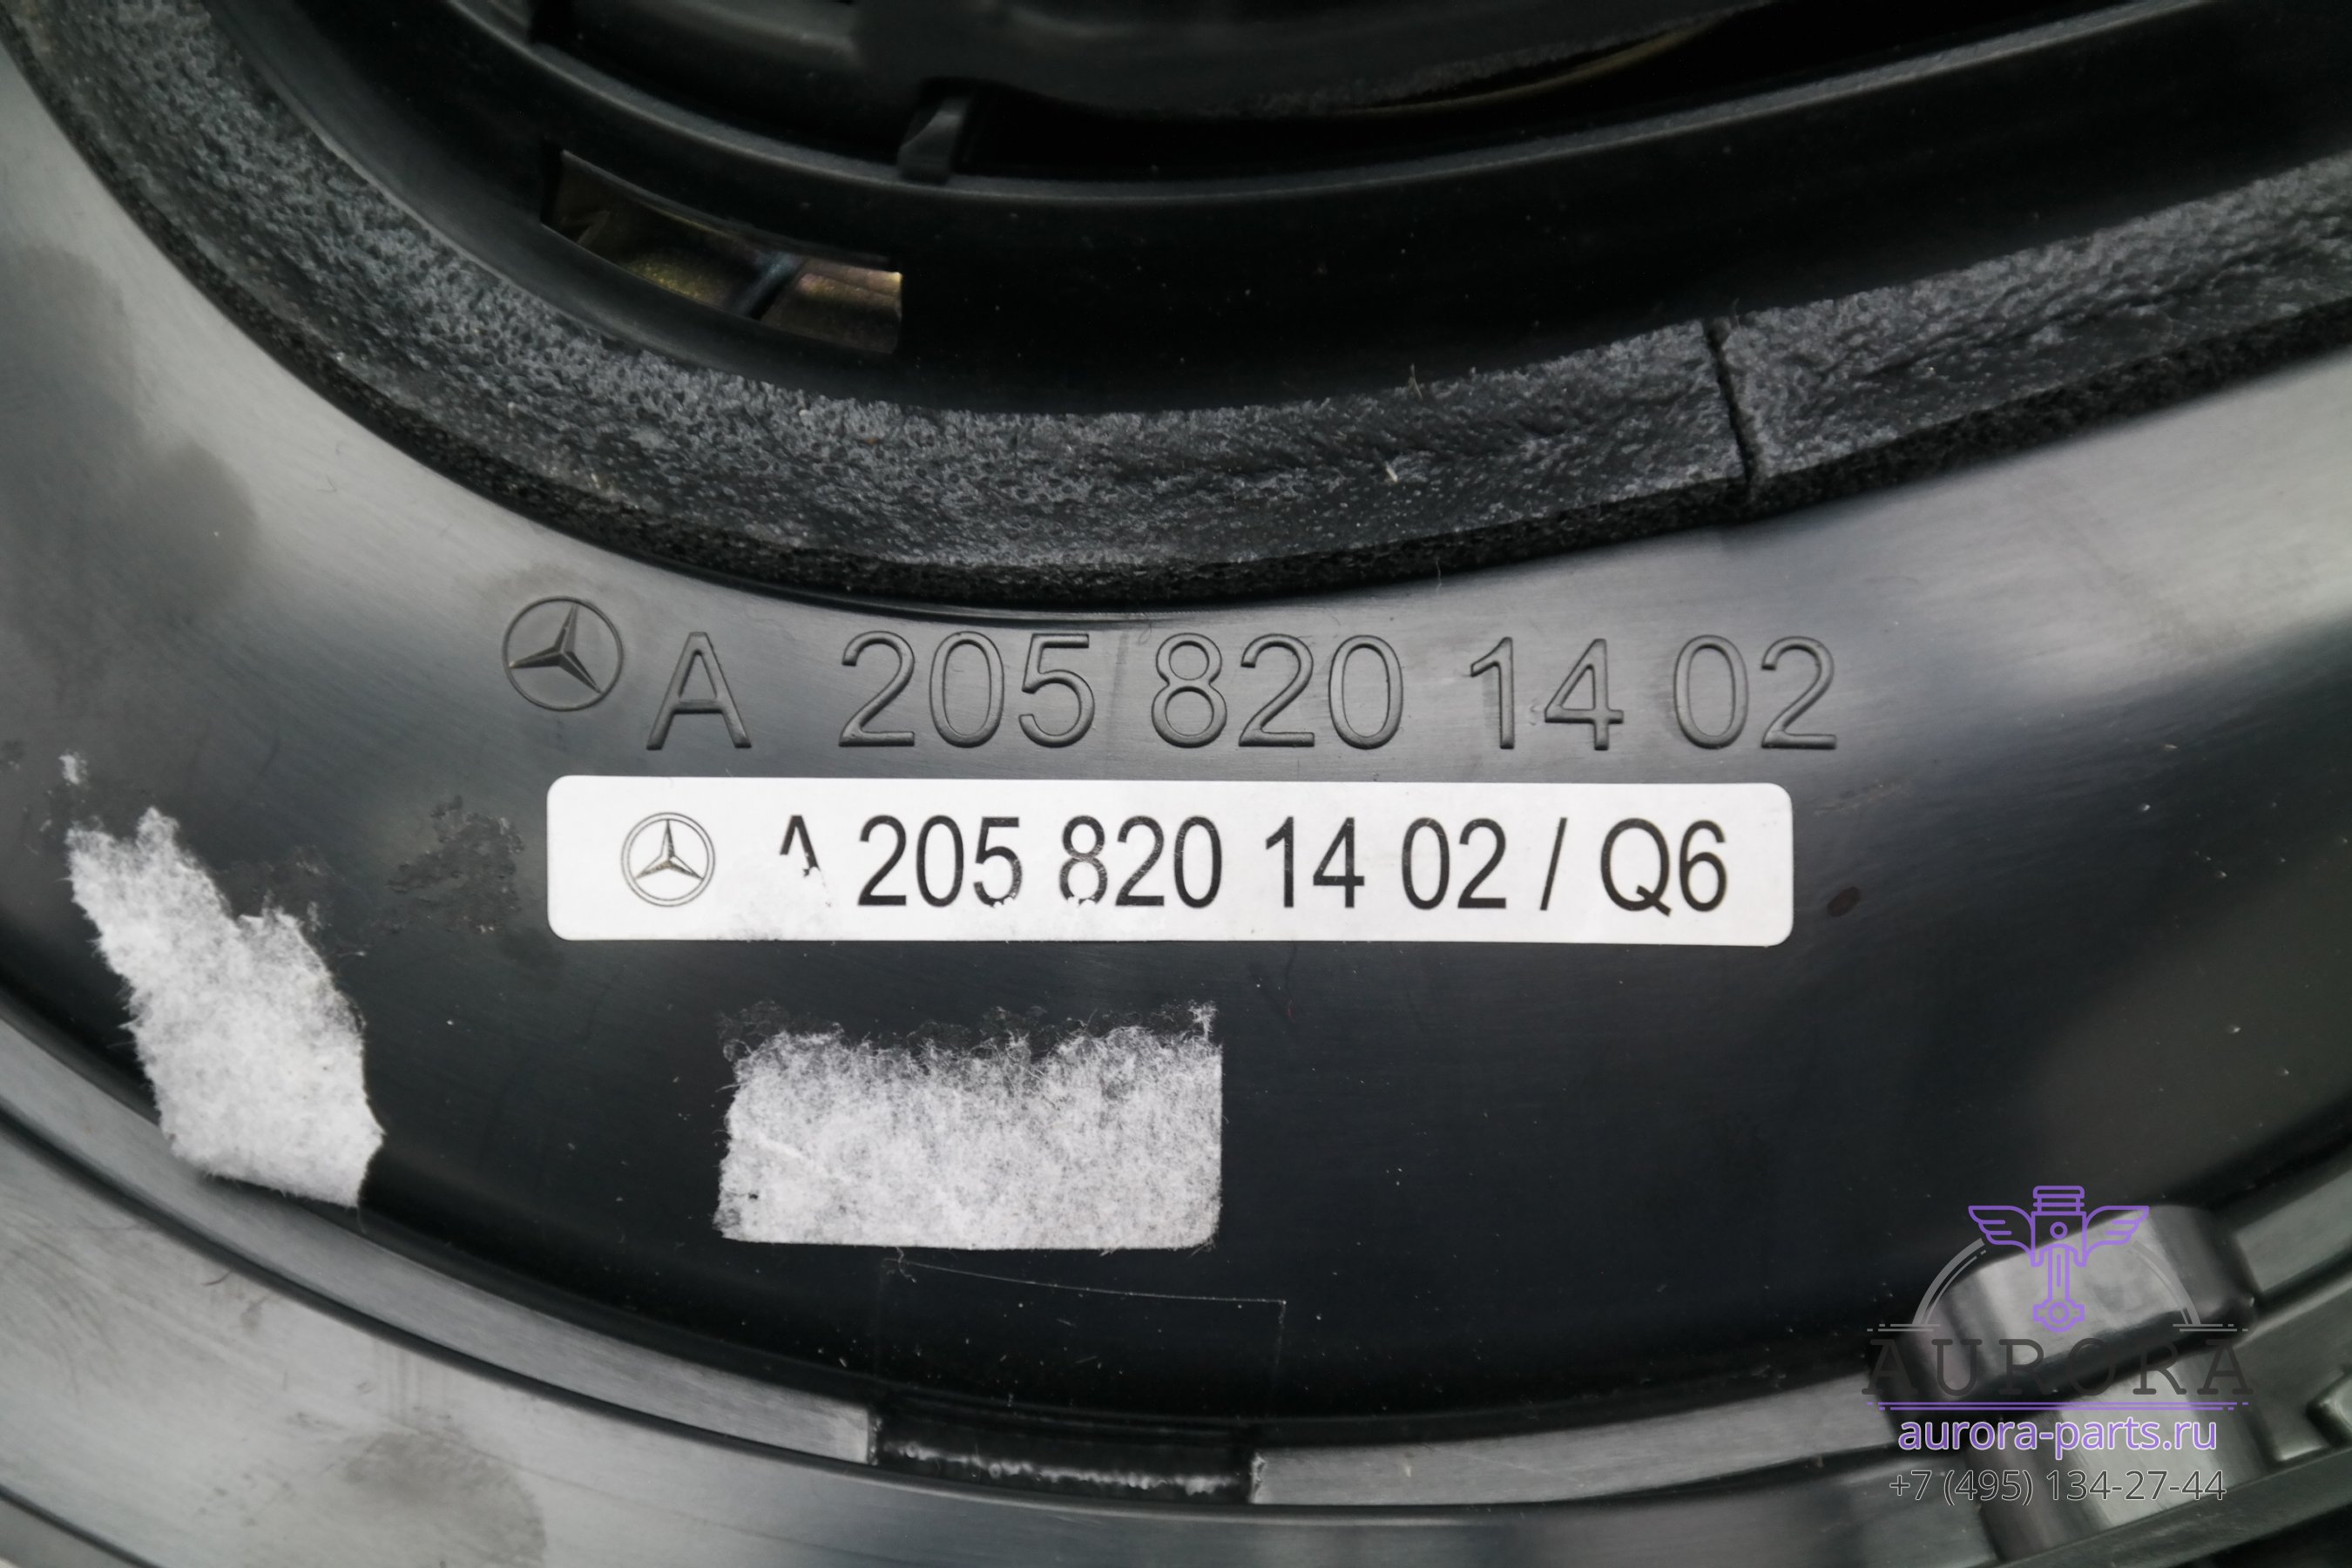 A 205 820 14 02
A 205 820 14 02 / Q6
AURORA
aurora-parts.ru
+7 (495) 134-27-44